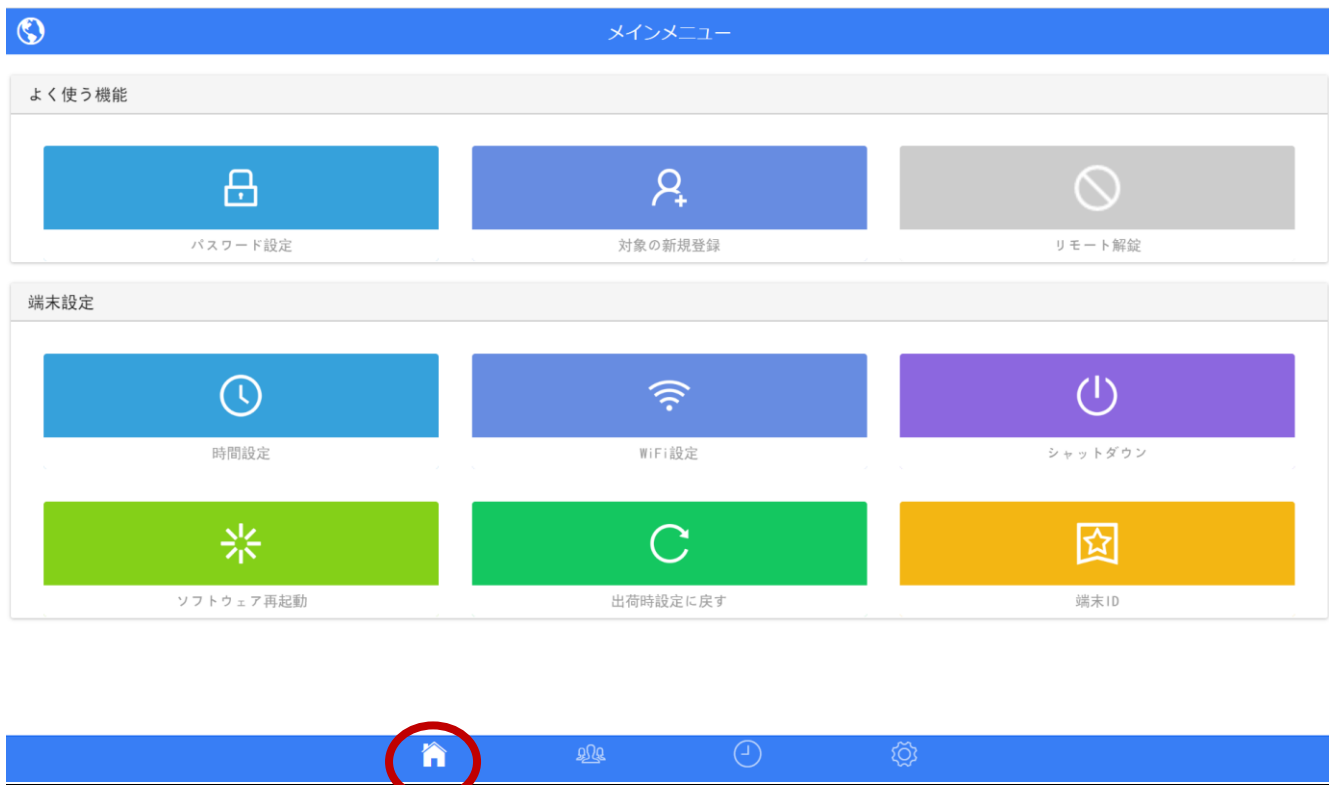 メインメニュー
よく使う機能
パスワード設定
対象の新規登録
リモート解錠
端末設定
時間設定
WiFi設定
シャットダウン
ソフトウェア再起動
出荷時設定に戻す
端末ID